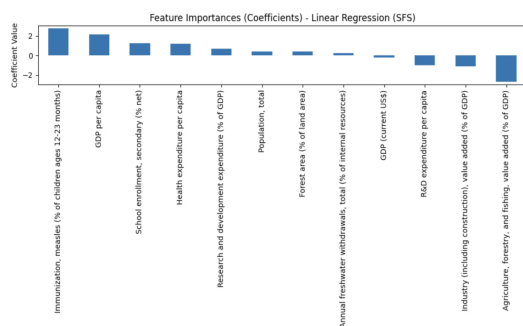 Feature Importances (Coefficients) - Linear Regression (SFS)
Coefficient Value
2
0
−2
Immunization, measles (% of children ages 12-23 months)
GDP per capita
School enrollment, secondary (% net)
Health expenditure per capita
Research and development expenditure (% of GDP)
Population, total
Forest area (% of land area)
Annual freshwater withdrawals, total (% of internal resources)
GDP (current US$)
R&D expenditure per capita
Industry (including construction), value added (% of GDP)
Agriculture, forestry, and fishing, value added (% of GDP)